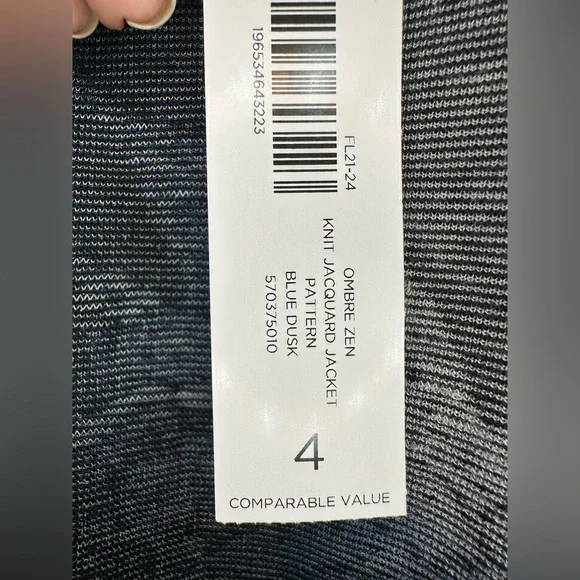 196534643223
FL21-24
OMBRE ZEN
KNIT JACQUARD JACKET
PATTERN
BLUE DUSK
570375010
4
COMPARABLE VALUE